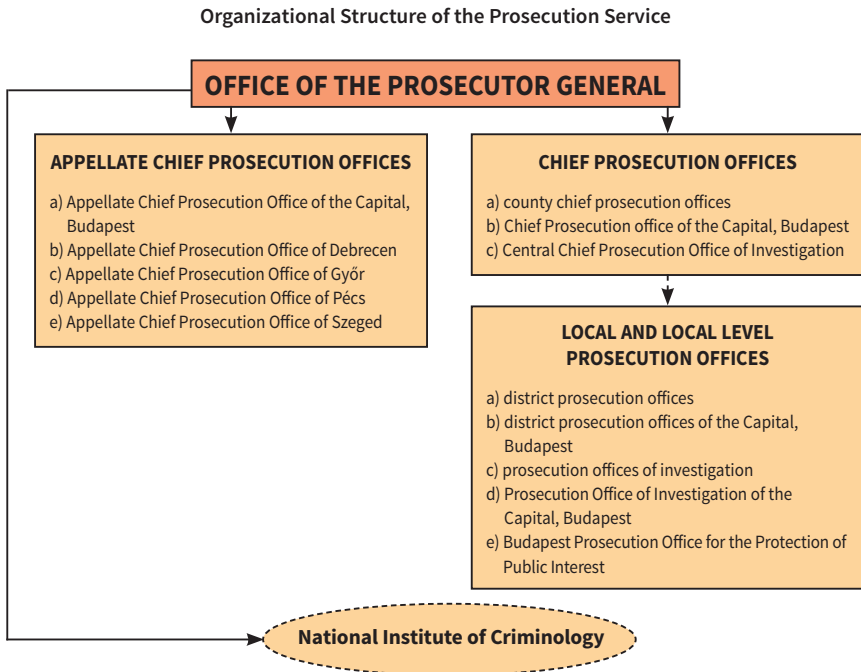 Organizational Structure of the Prosecution Service
OFFICE OF THE PROSECUTOR GENERAL
APPELLATE CHIEF PROSECUTION OFFICES
a) Appellate Chief Prosecution Office of the Capital,
Budapest
b) Appellate Chief Prosecution Office of Debrecen
c) Appellate Chief Prosecution Office of Győr
d) Appellate Chief Prosecution Office of Pécs
e) Appellate Chief Prosecution Office of Szeged
CHIEF PROSECUTION OFFICES
a) county chief prosecution offices
b) Chief Prosecution office of the Capital, Budapest
c) Central Chief Prosecution Office of Investigation
LOCAL AND LOCAL LEVEL
PROSECUTION OFFICES
a) district prosecution offices
b) district prosecution offices of the Capital,
Budapest
c) prosecution offices of investigation
d) Prosecution Office of Investigation of the
Capital, Budapest
e) Budapest Prosecution Office for the Protection of
Public Interest
National Institute of Criminology